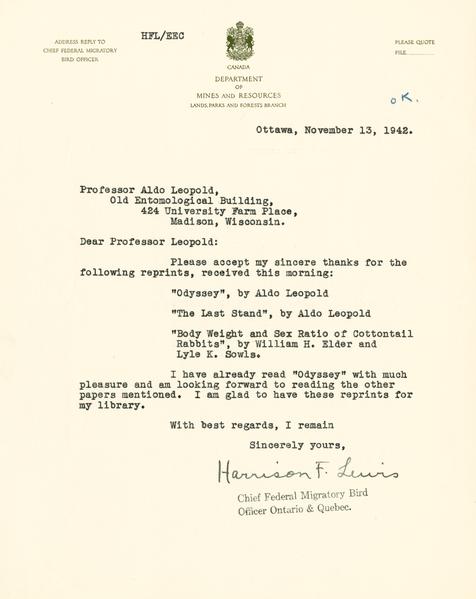 ADDRESS REPLY TO
CHIEF FEDERAL MIGRATORY
BIRD OFFICER
HFL/EEC
CANADA
DEPARTMENT
OF
MINES AND RESOURCES
LANDS, PARKS AND FORESTS BRANCH
PLEASE QUOTE
FILE
OK.
Ottawa, November 13, 1942.
Professor Aldo Leopold,
Old Entomological Building,
424 University Farm Place,
Madison, Wisconsin.
Dear Professor Leopold:
Please accept my sincere thanks for the
following reprints, received this morning:
"Odyssey", by Aldo Leopold
"The Last Stand", by Aldo Leopold
"Body Weight and Sex Ratio of Cottontail
Rabbits", by William H. Elder and
Lyle K. Sowls.
I have already read "Odyssey" with much
pleasure and am looking forward to reading the other
papers mentioned. I am glad to have these reprints for
my library.
With best regards, I remain
Sincerely yours,
Harrison F. Lewis
Chief Federal Migratory Bird
Officer Ontario & Quebec.